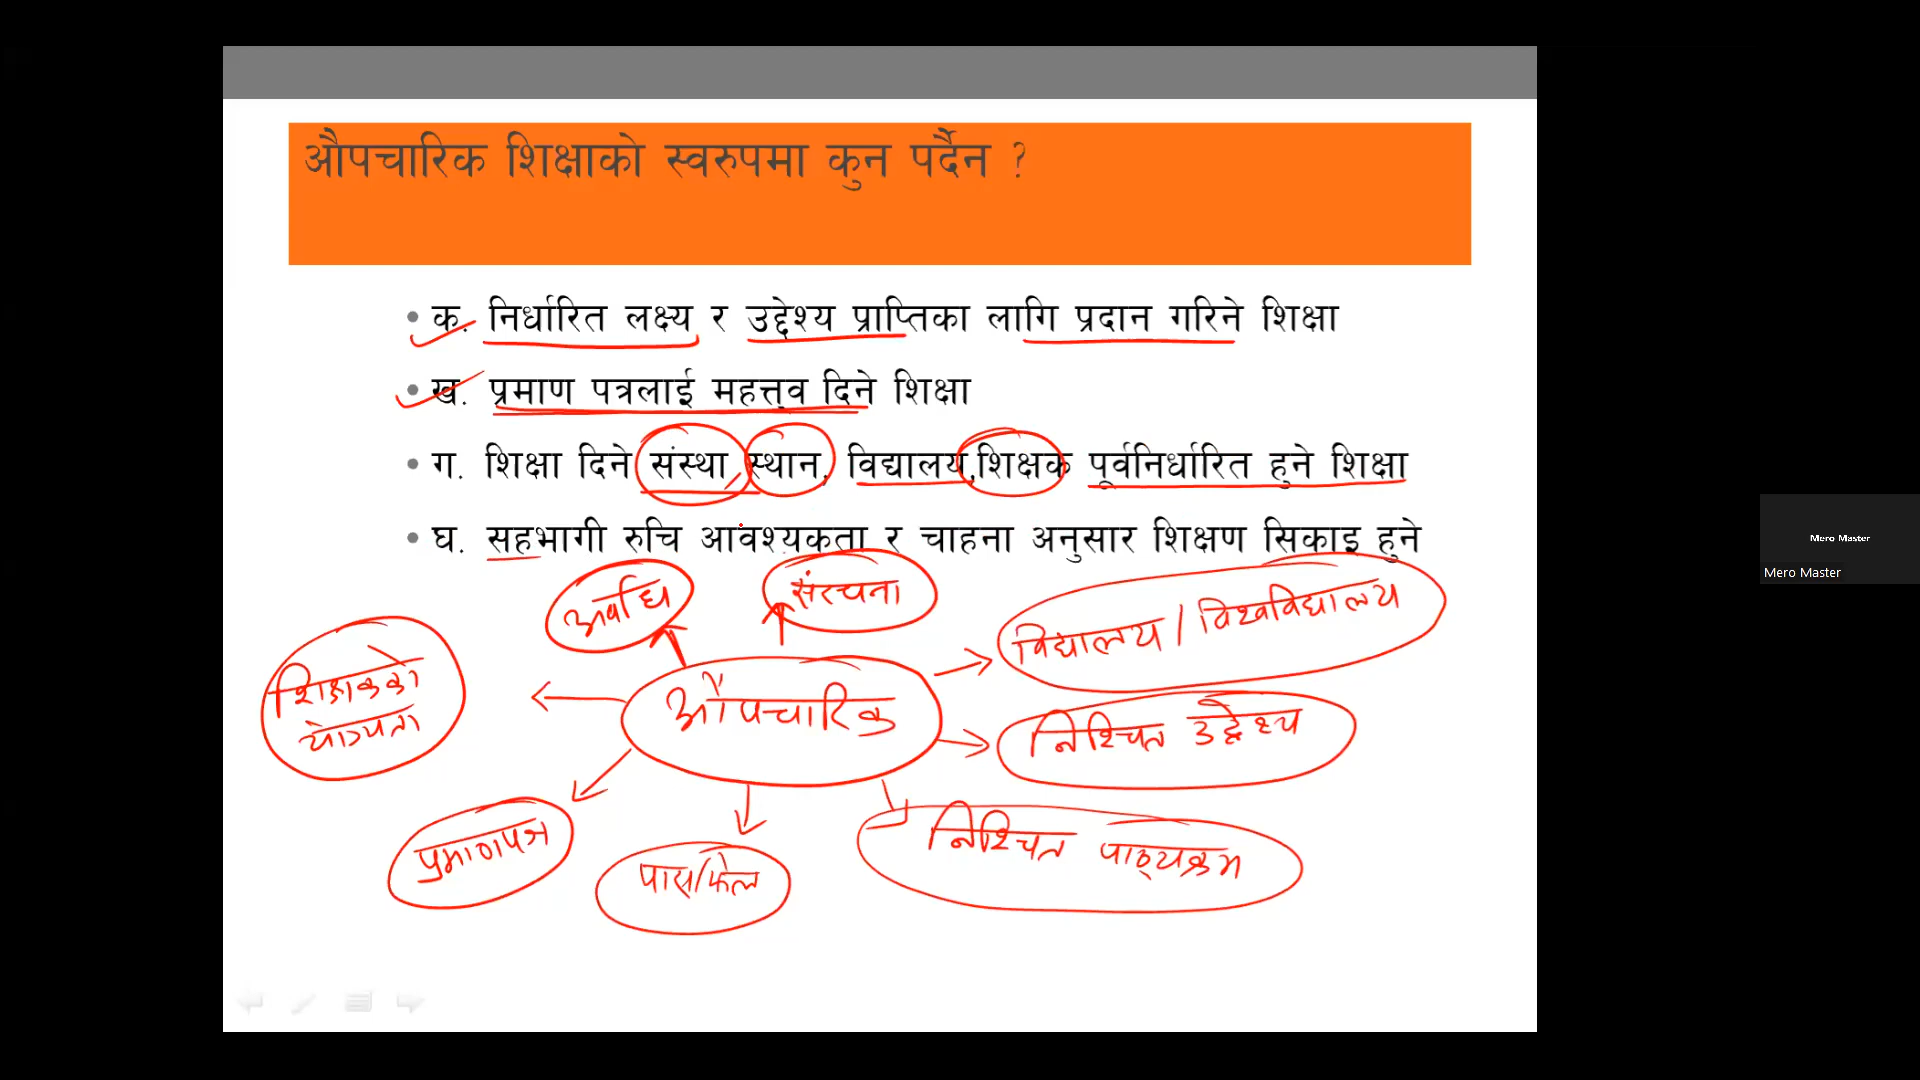 औपचारिक शिक्षाको स्वरुपमा कुन पर्दैन ?
• क. निर्धारित लक्ष्य र उद्देश्य प्राप्तिका लागि प्रदान गरिने शिक्षा
• ख. प्रमाण पत्रलाई महत्त्व दिने शिक्षा
• ग. शिक्षा दिने संस्था, स्थान, विद्यालय,शिक्षक पूर्वनिर्धारित हुने शिक्षा
• घ. सहभागी रुचि आवश्यकता र चाहना अनुसार शिक्षण सिकाइ हुने
अवधि
संरचना
विद्यालय / विश्वविद्यालय
शिक्षकको
योग्यता
औपचारिक
निश्चित उद्देश्य
प्रमाणपत्र
पास/फेल
निश्चित पाठ्यक्रम
Mero Master
Mero Master